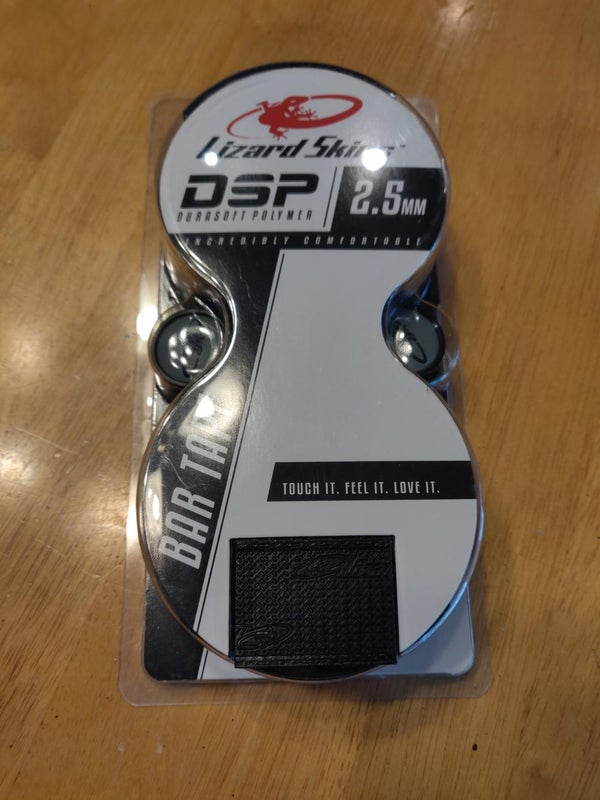 Lizard Skins
DSP
DURASOFT POLYMER
2.5MM
INCREDIBLY COMFORTABLE
BAR TAPE
TOUCH IT. FEEL IT. LOVE IT.